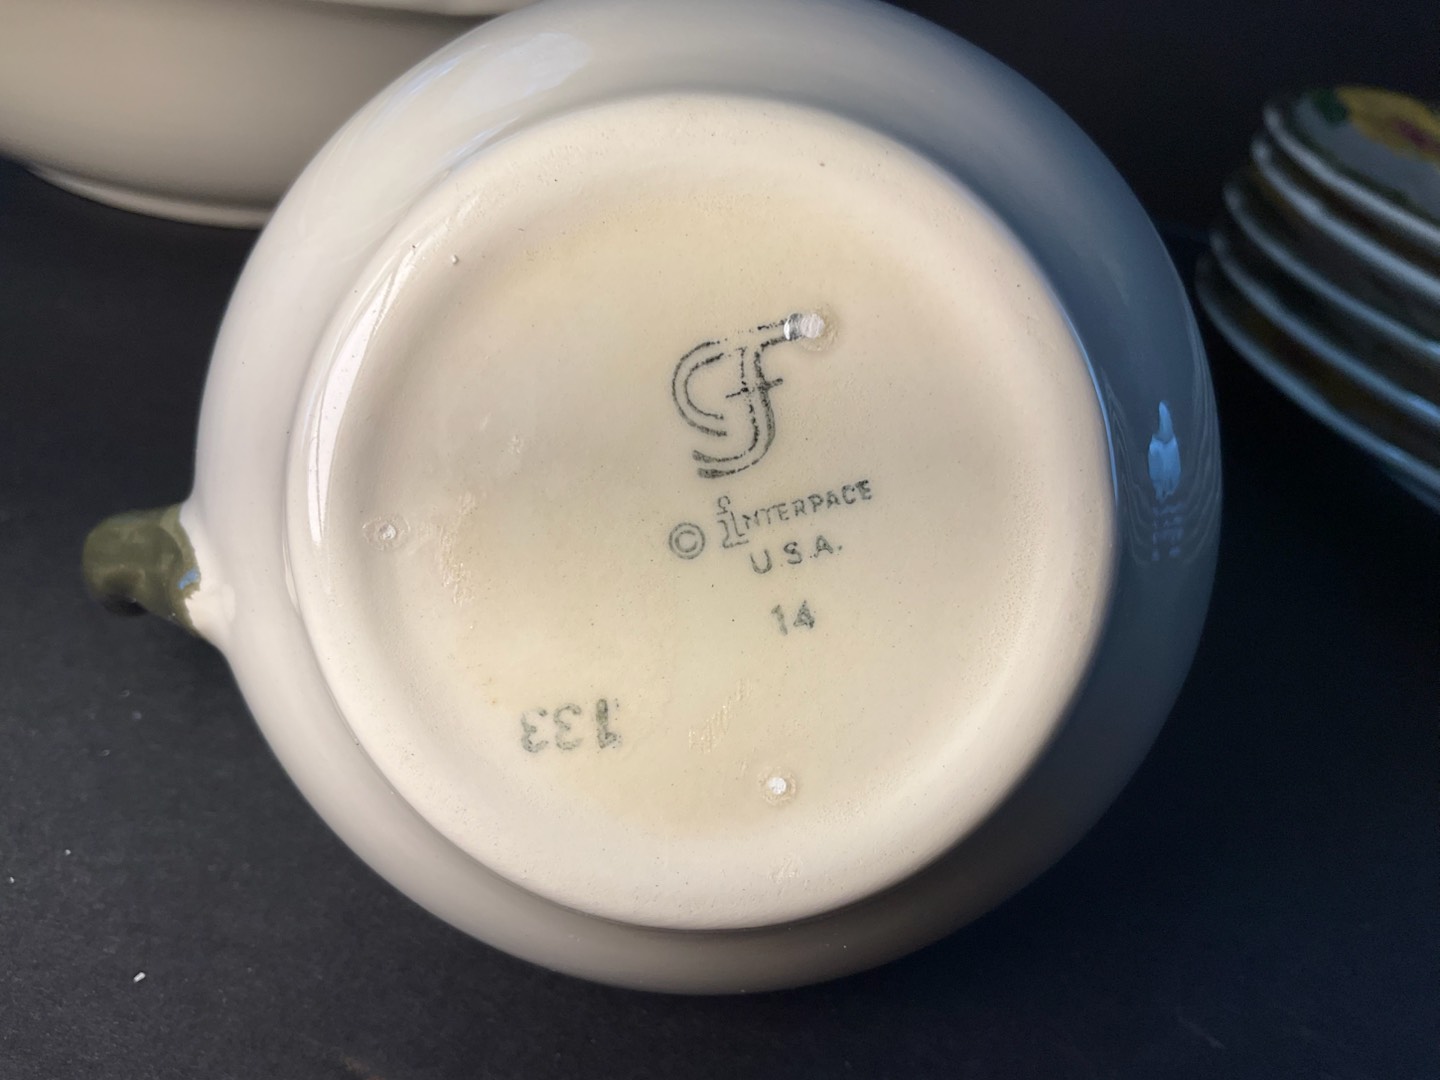 GF
© iNTERPACE
U.S.A.
14
133